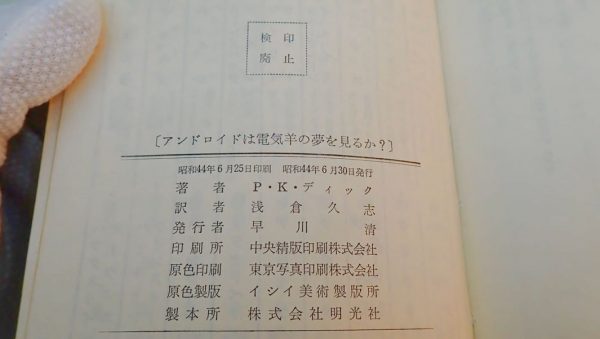 検印
廃止
〔アンドロイドは電気羊の夢を見るか?〕
昭和44年6月25日印刷 昭和44年6月30日発行
著者 P・K・ディック
訳者 浅倉久志
発行者 早川清
印刷所 中央精版印刷株式会社
原色印刷 東京写真印刷株式会社
原色製版 イシイ美術製版所
製本所 株式会社明光社